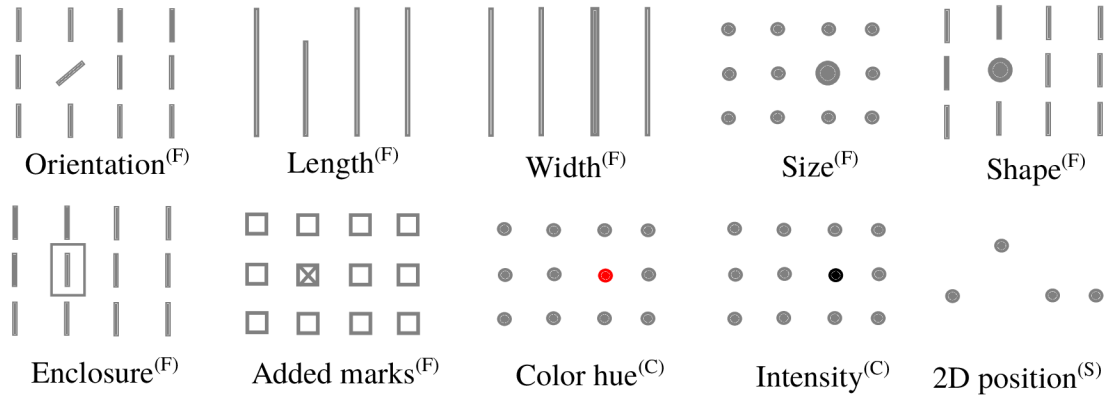 Orientation(F) Length(F) Width(F) Size(F) Shape(F)
Enclosure(F) Added marks(F) Color hue(C) Intensity(C) 2D position(S)